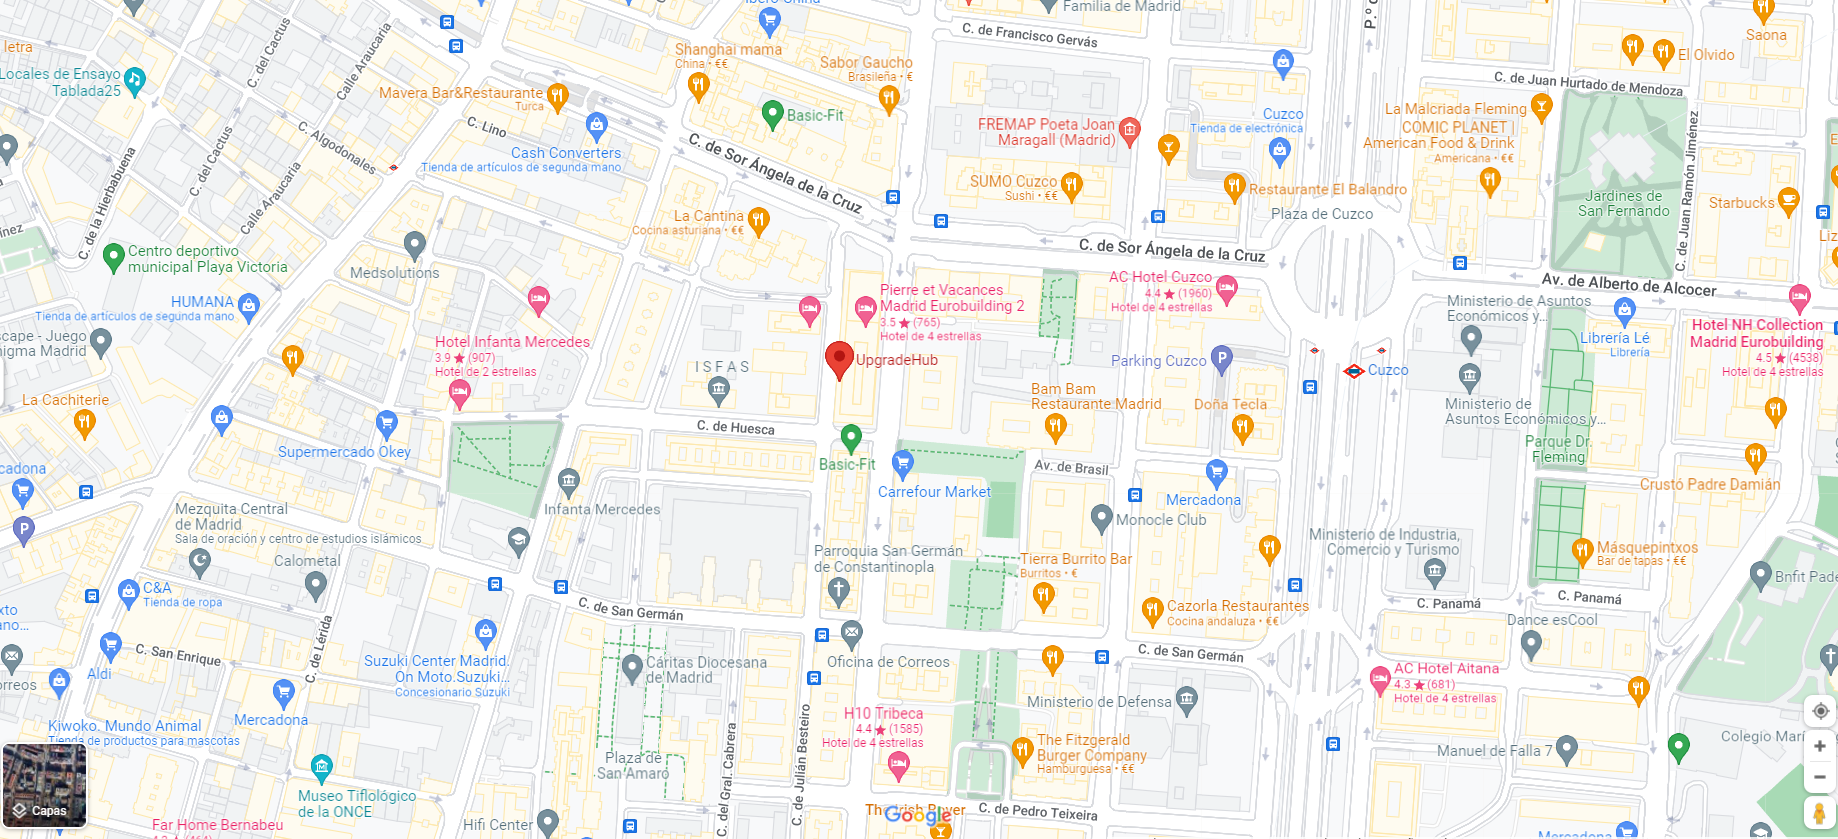 Ibero China
Familia de Madrid
P.º d
C. de Francisco Gervás
Saona
letra
C. del Cactus
Calle Araucaria
Shanghai mama
China • €€
Sabor Gaucho
Brasileña • €
El Olvido
Locales de Ensayo
Tablada25
Mavera Bar&Restaurante
Turca
Basic-Fit
Cuzco
Tienda de electrónica
C. de Juan Hurtado de Mendoza
La Malcriada Fleming
COMIC PLANET |
American Food & Drink
Americana • €€
C. Algodonales
C. Lino
Cash Converters
Tienda de artículos de segunda mano
C. de Sor Ángela de la Cruz
FREMAP Poeta Joan
Maragall (Madrid)
C. del Cactus
C. de la Hierbabuena
Calle Araucaria
SUMO Cuzco
Sushi • €€
Restaurante El Balandro
Plaza de Cuzco
Jardines de
San Fernando
C. de Juan Ramón Jiménez
Starbucks
La Cantina
Cocina asturiana • €€
Centro deportivo
municipal Playa Victoria
Medsolutions
C. de Sor Ángela de la Cruz
Av. de Alberto de Alcocer
HUMANA
Tienda de artículos de segunda mano
Pierre et Vacances
Madrid Eurobuilding 2
3.5 ★ (765)
Hotel de 4 estrellas
AC Hotel Cuzco
4.4 ★ (1960)
Hotel de 4 estrellas
Ministerio de Asuntos
Económicos y...
Librería Lé
Librería
Hotel NH Collection
Madrid Eurobuilding
4.5 ★ (4538)
Hotel de 4 estrellas
scape - Juego
nigma Madrid
Hotel Infanta Mercedes
3.9 ★ (907)
Hotel de 2 estrellas
ISFAS
UpgradeHub
Parking Cuzco
P
Cuzco
La Cachiterie
Bam Bam
Restaurante Madrid
Doña Tecla
Ministerio de
Asuntos Económicos y...
C. de Huesca
Supermercado Okey
Basic-Fit
Av. de Brasil
Parque Dr.
Fleming
cadona
P
Carrefour Market
Mercadona
Crustó Padre Damián
Mezquita Central
de Madrid
Sala de oración y centro de estudios islámicos
Infanta Mercedes
Monocle Club
Ministerio de Industria,
Comercio y Turismo
Másquepintxos
Bar de tapas • €€
Calometal
Parroquia San Germán
de Constantinopla
Tierra Burrito Bar
Burritos • €
Bnfit Pade
C&A
Tienda de ropa
C. de San Germán
Cazorla Restaurantes
Cocina andaluza • €€
C. Panamá
C. Panamá
Dance esCool
C. San Enrique
C. de Lérida
Aldi
Suzuki Center Madrid.
On Moto.Suzuki...
Concesionario Suzuki
Cáritas Diocesana
de Madrid
Oficina de Correos
C. de San Germán
AC Hotel Aitana
4.3 ★ (681)
Hotel de 4 estrellas
orreos
Mercadona
Ministerio de Defensa
Kiwoko. Mundo Animal
Tienda de productos para mascotas
H10 Tribeca
4.4 ★ (1585)
Hotel de 4 estrellas
The Fitzgerald
Burger Company
Hamburguesa • €€
Manuel de Falla 7
Colegio Marí
Plaza de
San Amaro
C. del Gral. Cabrera
C. de Julián Besteiro
Museo Tiflológico
de la ONCE
Capas
Google
C. de Pedro Teixeira
Far Home Bernabeu
Hifi Center
Mercadona